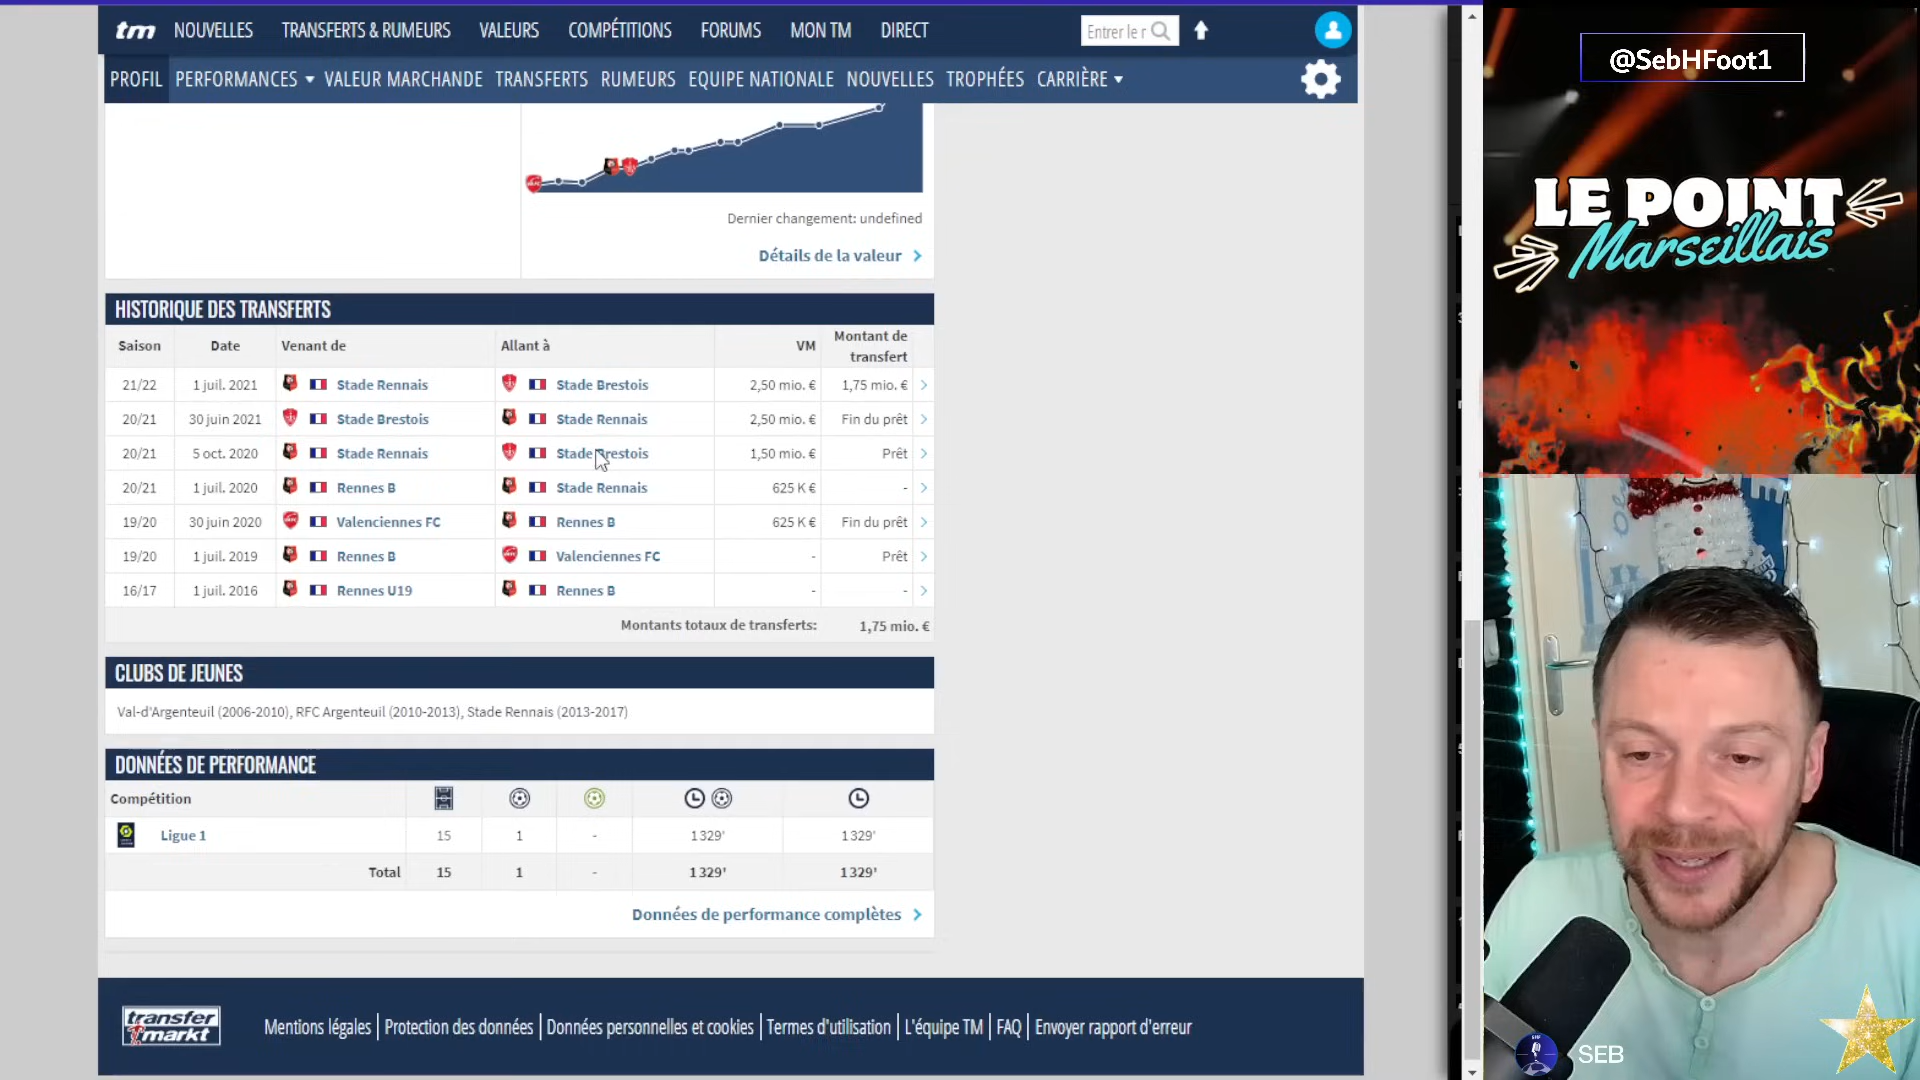 tm NOUVELLES TRANSFERTS & RUMEURS VALEURS COMPÉTITIONS FORUMS MON TM DIRECT Entrer le r
PROFIL PERFORMANCES VALEUR MARCHANDE TRANSFERTS RUMEURS EQUIPE NATIONALE NOUVELLES TROPHÉES CARRIÈRE
Dernier changement: undefined
Détails de la valeur
HISTORIQUE DES TRANSFERTS
Saison Date Venant de Allant à VM Montant de transfert
21/22 1 juil. 2021 Stade Rennais Stade Brestois 2,50 mio. € 1,75 mio. €
20/21 30 juin 2021 Stade Brestois Stade Rennais 2,50 mio. € Fin du prêt
20/21 5 oct. 2020 Stade Rennais Stade Brestois 1,50 mio. € Prêt
20/21 1 juil. 2020 Rennes B Stade Rennais 625 K € -
19/20 30 juin 2020 Valenciennes FC Rennes B 625 K € Fin du prêt
19/20 1 juil. 2019 Rennes B Valenciennes FC - Prêt
16/17 1 juil. 2016 Rennes U19 Rennes B - -
Montants totaux de transferts: 1,75 mio. €
CLUBS DE JEUNES
Val-d'Argenteuil (2006-2010), RFC Argenteuil (2010-2013), Stade Rennais (2013-2017)
DONNÉES DE PERFORMANCE
Compétition
Ligue 1 15 1 - 1 329' 1 329'
Total 15 1 - 1 329' 1 329'
Données de performance complètes
transfer markt
Mentions légales | Protection des données | Données personnelles et cookies | Termes d'utilisation | L'équipe TM | FAQ | Envoyer rapport d'erreur
@SebHFoot1
LE POINT
Marseillais
SEB